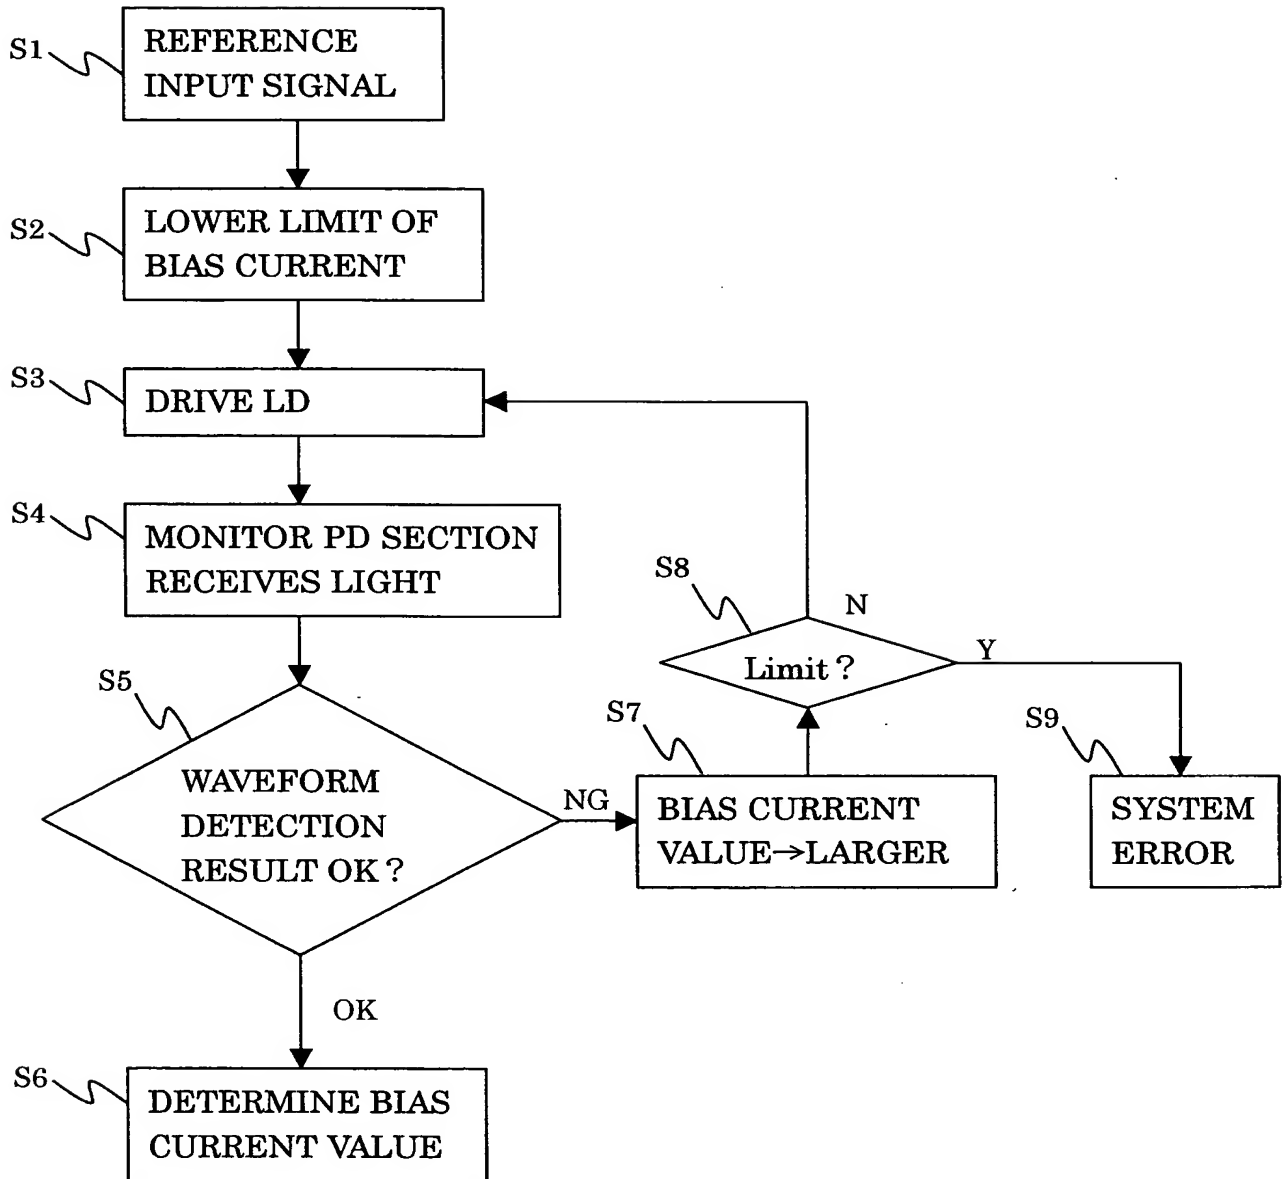 S1
REFERENCE
INPUT SIGNAL
S2
LOWER LIMIT OF
BIAS CURRENT
S3
DRIVE LD
S4
MONITOR PD SECTION
RECEIVES LIGHT
S5
WAVEFORM
DETECTION
RESULT OK?
NG
OK
S6
DETERMINE BIAS
CURRENT VALUE
S7
BIAS CURRENT
VALUE→LARGER
S8
Limit?
N
Y
S9
SYSTEM
ERROR